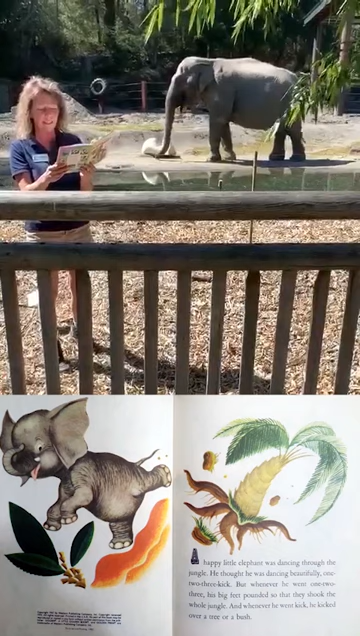 A happy little elephant was dancing through the
jungle. He thought he was dancing beautifully, one-
two-three-kick. But whenever he went one-two-
three, his big feet pounded so that they shook the
whole jungle. And whenever he went kick, he kicked
over a tree or a bush.